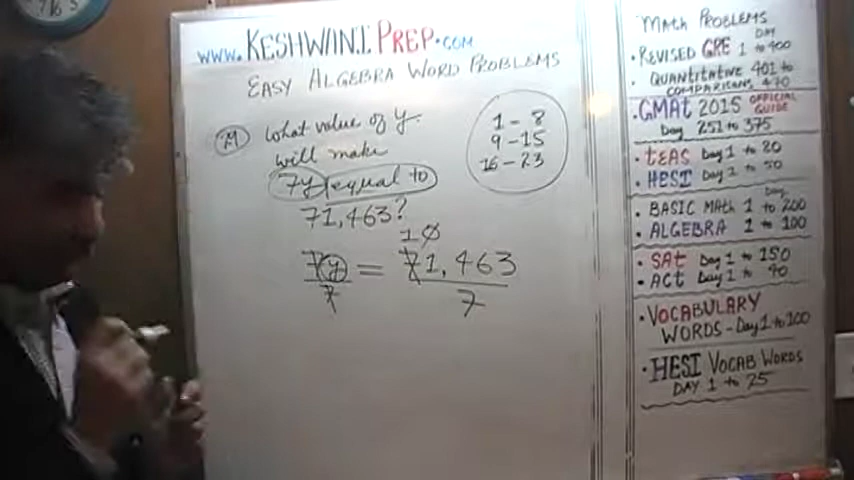 www.KESHWANIPREP.COM
EASY ALGEBRA WORD PROBLEMS
What value of y
will make
7y equal to
71,463?
1 - 8
9 - 15
16 - 23
10
7y = 71,463
7 7
MATH PROBLEMS
• REVISED GRE DAY 1 to 400
• QUANTITATIVE 401 to
COMPARISONS 470
• GMAT 2015 OFFICIAL GUIDE
Day 251 to 375
• TEAS Day 1 to 20
• HESI Day 1 to 50
Day
• BASIC MATH 1 to 200
• ALGEBRA 1 to 100
• SAT Day 1 to 150
• ACT Day 1 to 90
• VOCABULARY
WORDS - Day 1 to 100
• HESI VOCAB WORDS
DAY 1 to 25